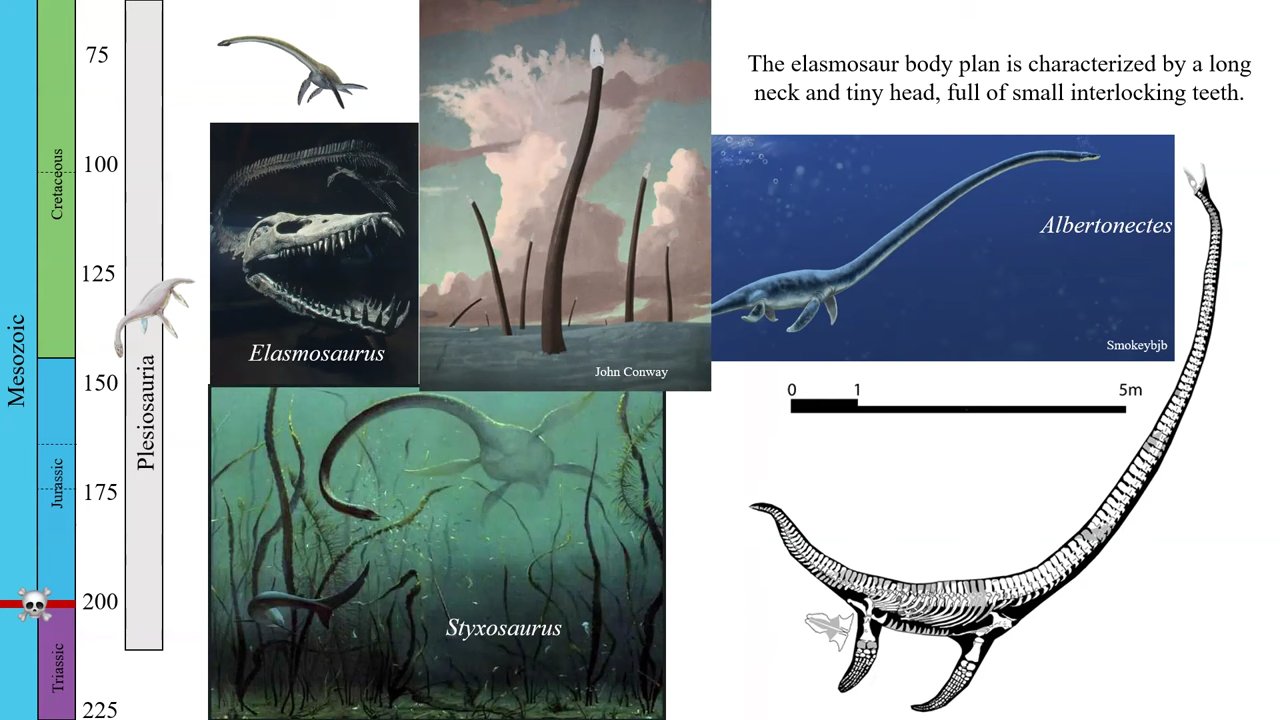 Mesozoic
Cretaceous
Jurassic
Triassic
75
100
125
150
175
200
225
Plesiosauria
Elasmosaurus
John Conway
Styxosaurus
The elasmosaur body plan is characterized by a long
neck and tiny head, full of small interlocking teeth.
Albertonectes
Smokeybjb
0 1 5m